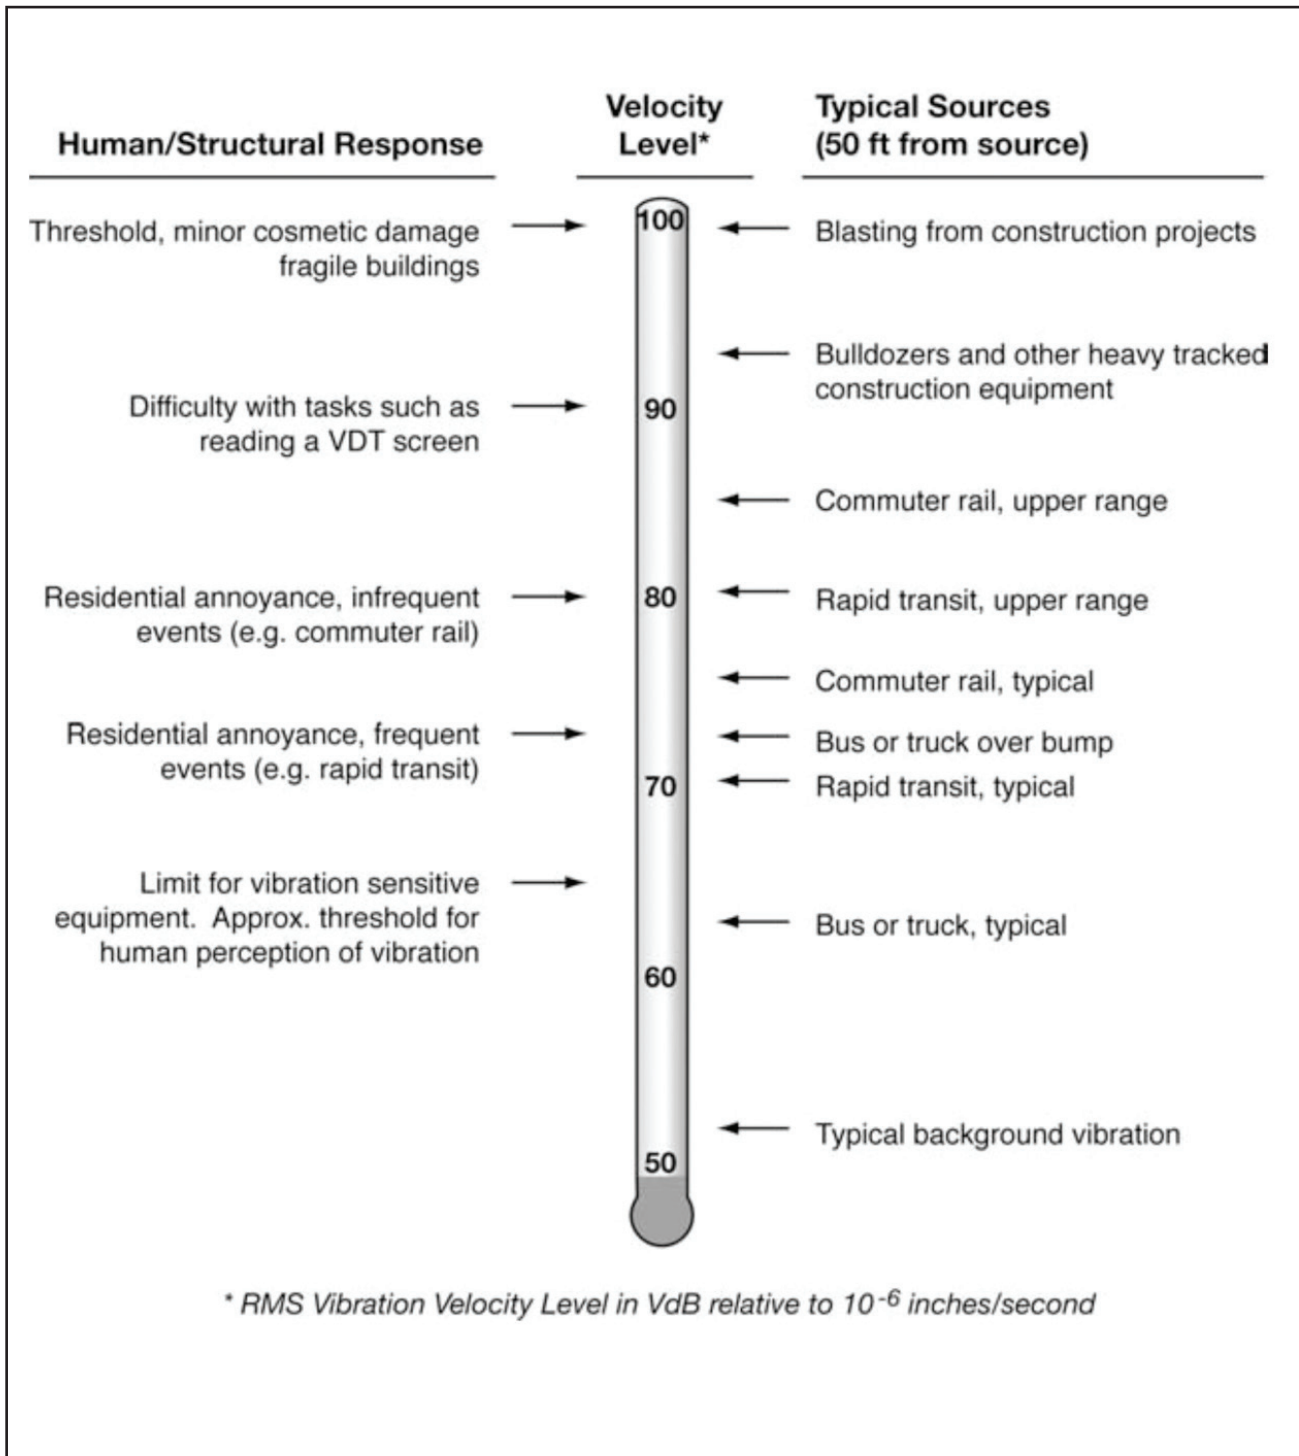 Human/Structural Response
Velocity
Level*
Typical Sources
(50 ft from source)
Threshold, minor cosmetic damage
fragile buildings
100
Blasting from construction projects
Bulldozers and other heavy tracked
construction equipment
Difficulty with tasks such as
reading a VDT screen
90
Commuter rail, upper range
Residential annoyance, infrequent
events (e.g. commuter rail)
80
Rapid transit, upper range
Commuter rail, typical
Residential annoyance, frequent
events (e.g. rapid transit)
Bus or truck over bump
70
Rapid transit, typical
Limit for vibration sensitive
equipment.  Approx. threshold for
human perception of vibration
Bus or truck, typical
60
Typical background vibration
50
* RMS Vibration Velocity Level in VdB relative to 10⁻⁶ inches/second